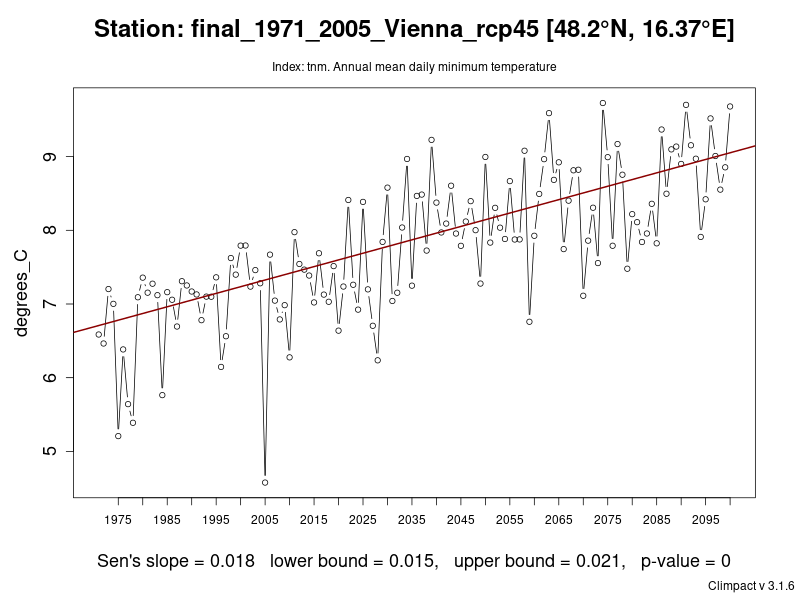 Station: final_1971_2005_Vienna_rcp45 [48.2°N, 16.37°E]
Index: tnm. Annual mean daily minimum temperature
degrees_C
9
8
7
6
5
1975 1985 1995 2005 2015 2025 2035 2045 2055 2065 2075 2085 2095
Sen's slope = 0.018 lower bound = 0.015, upper bound = 0.021, p-value = 0
Climpact v 3.1.6